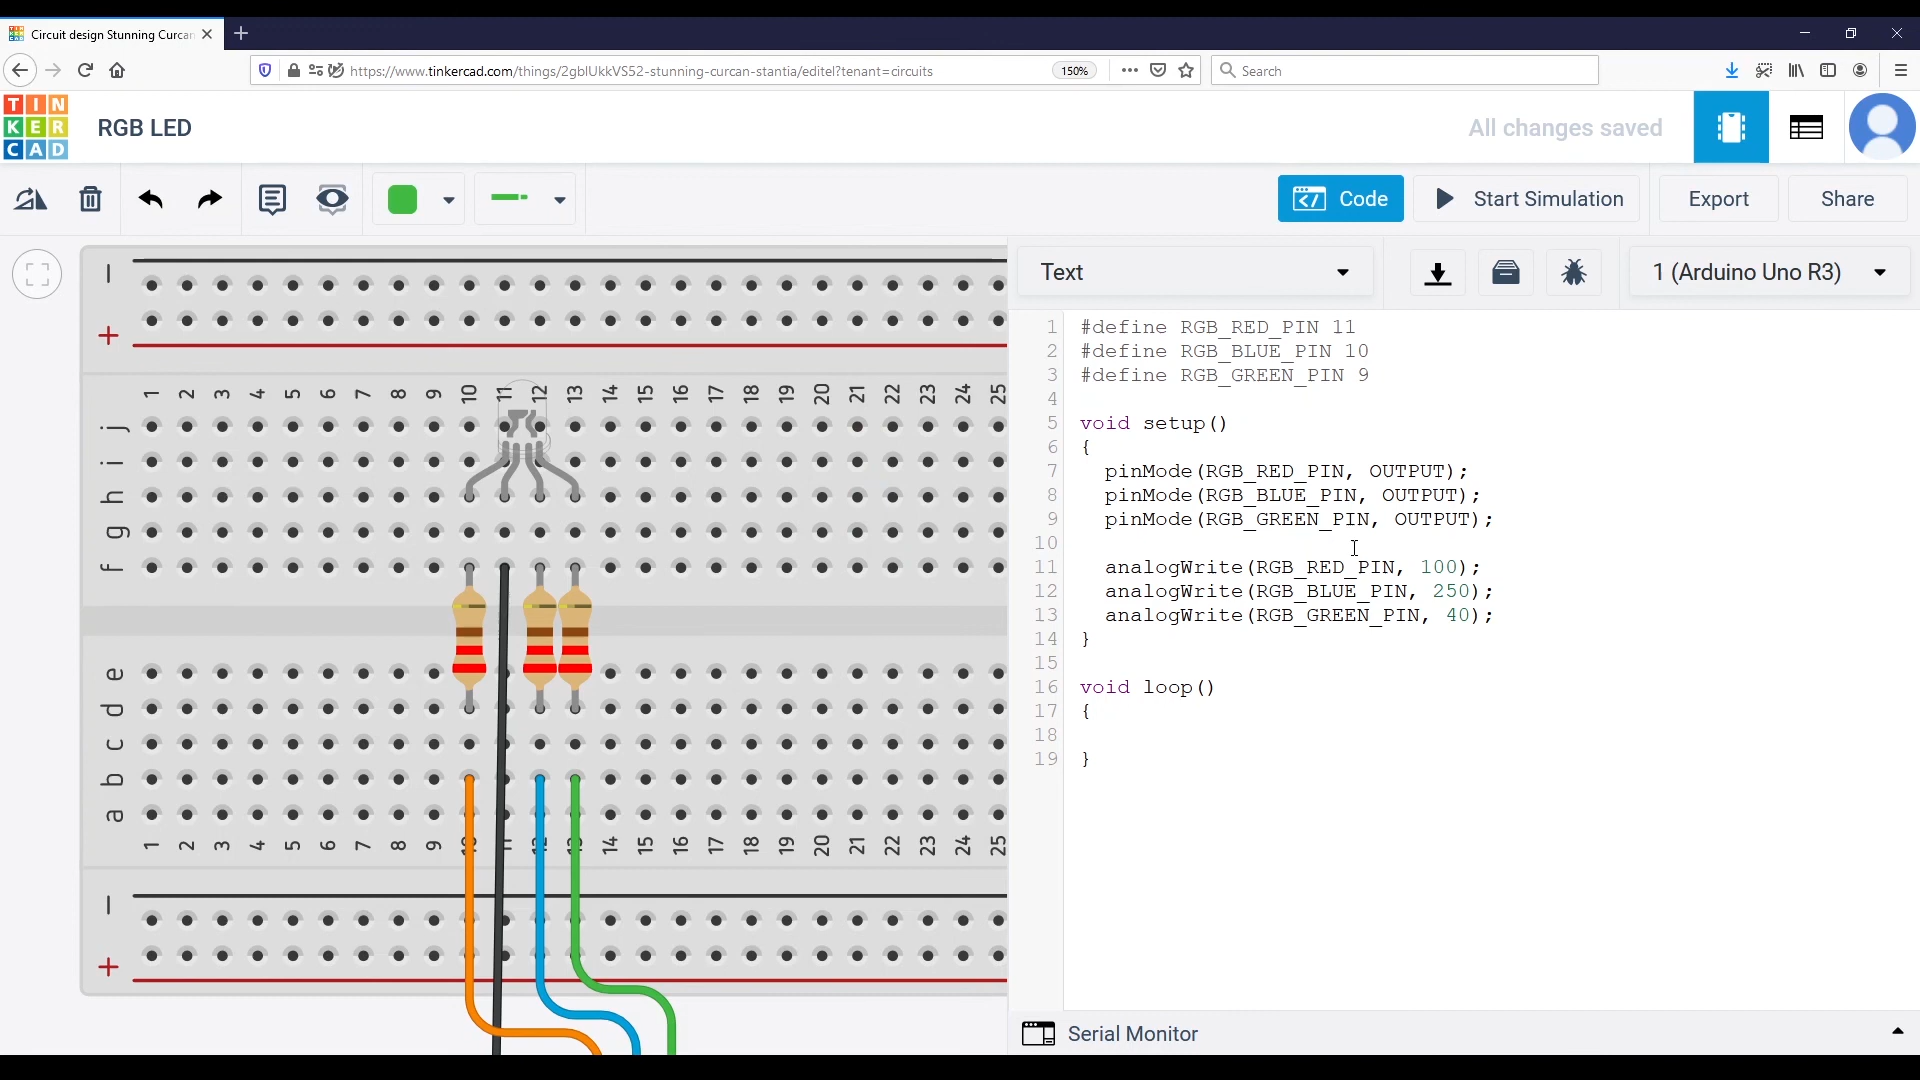 Circuit design Stunning Curcan
https://www.tinkercad.com/things/2gblUkkVS52-stunning-curcan-stantia/editel?tenant=circuits
150%
Search
TIN
KER
CAD
RGB LED
All changes saved
Code
Start Simulation
Export
Share
Text
1 (Arduino Uno R3)
1 #define RGB_RED_PIN 11
2 #define RGB_BLUE_PIN 10
3 #define RGB_GREEN_PIN 9
4
5 void setup()
6 {
7 pinMode(RGB_RED_PIN, OUTPUT);
8 pinMode(RGB_BLUE_PIN, OUTPUT);
9 pinMode(RGB_GREEN_PIN, OUTPUT);
10
11 analogWrite(RGB_RED_PIN, 100);
12 analogWrite(RGB_BLUE_PIN, 250);
13 analogWrite(RGB_GREEN_PIN, 40);
14 }
15
16 void loop()
17 {
18
19 }
1 2 3 4 5 6 7 8 9 10 11 12 13 14 15 16 17 18 19 20 21 22 23 24 25
j
i
h
g
f
e
d
c
b
a
1 2 3 4 5 6 7 8 9 10 11 12 13 14 15 16 17 18 19 20 21 22 23 24 25
Serial Monitor